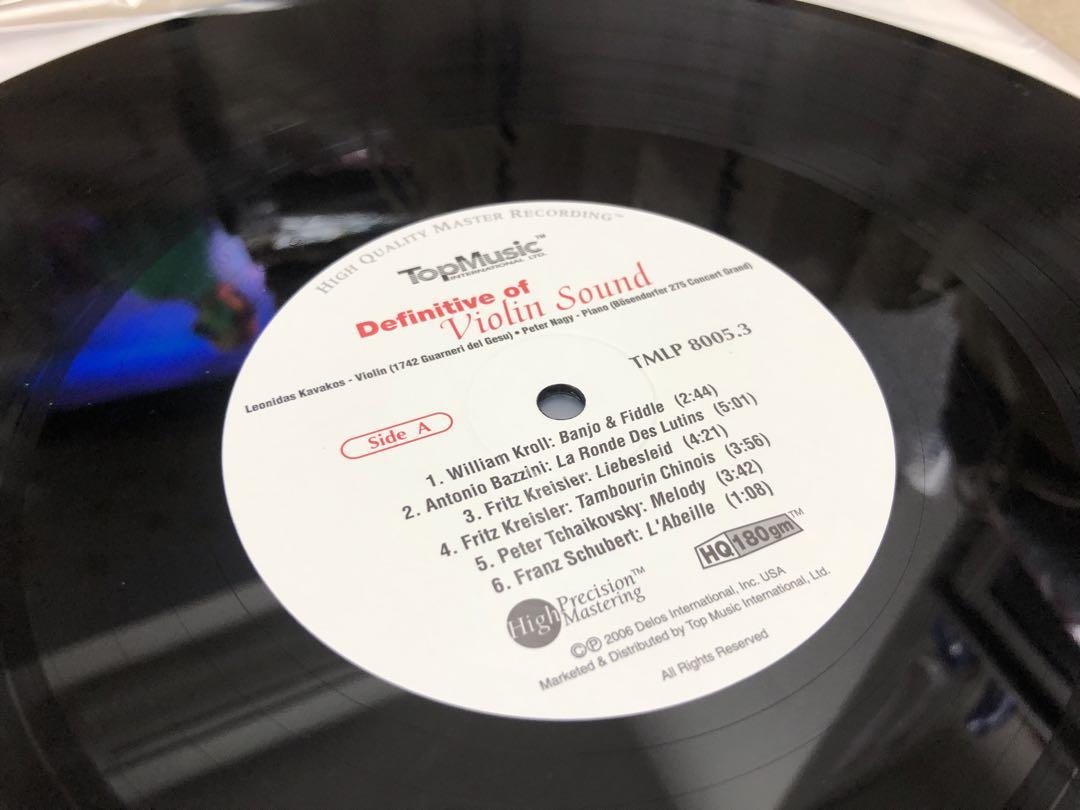 HIGH QUALITY MASTER RECORDING™
TopMusic™
INTERNATIONAL LTD.
Definitive of
Violin Sound
Leonidas Kavakos - Violin (1742 Guarneri del Gesu) • Peter Nagy - Piano (Bösendorfer 275 Concert Grand)
TMLP 8005.3
Side A
1. William Kroll: Banjo & Fiddle (2:44)
2. Antonio Bazzini: La Ronde Des Lutins (5:01)
3. Fritz Kreisler: Liebesleid (4:21)
4. Fritz Kreisler: Tambourin Chinois (3:56)
5. Peter Tchaikovsky: Melody (3:42)
6. Franz Schubert: L'Abeille (1:08)
HQ 180gm™
High Precision™
Mastering
©℗ 2006 Delos International, Inc. USA
Marketed & Distributed by Top Music International, Ltd.
All Rights Reserved